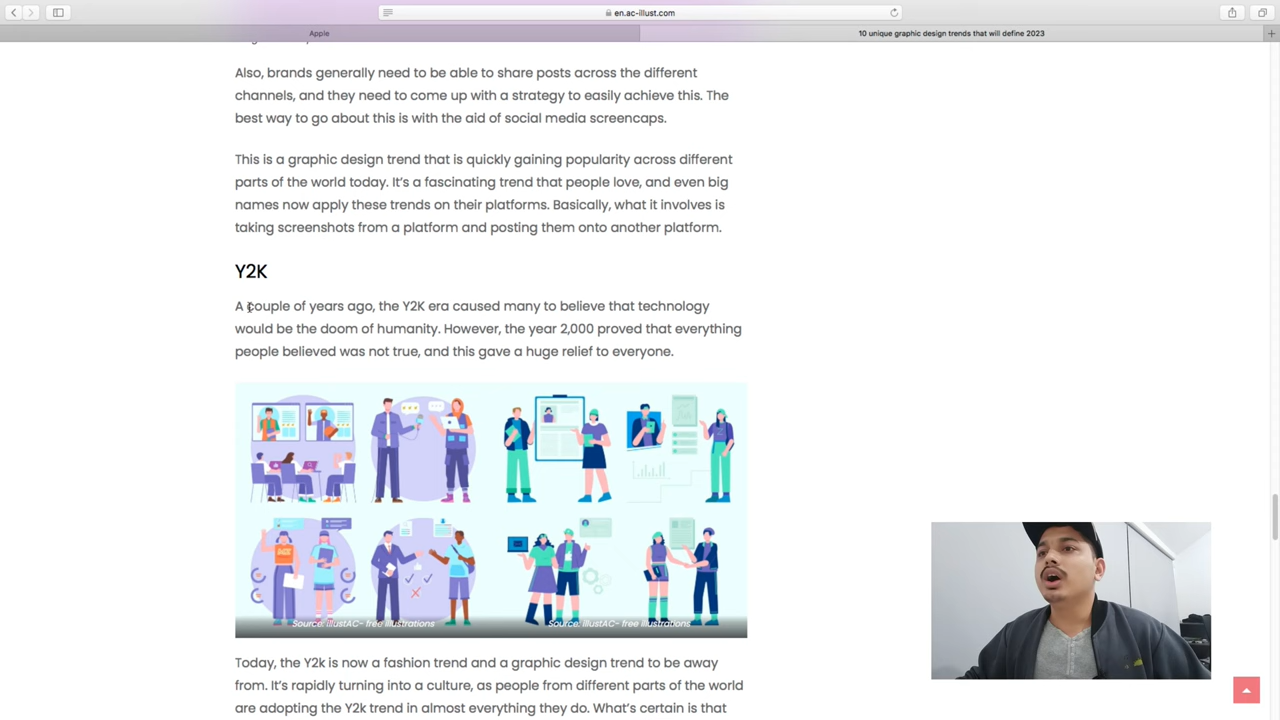 en.ac-illust.com
Apple
10 unique graphic design trends that will define 2023
Also, brands generally need to be able to share posts across the different
channels, and they need to come up with a strategy to easily achieve this. The
best way to go about this is with the aid of social media screencaps.
This is a graphic design trend that is quickly gaining popularity across different
parts of the world today. It's a fascinating trend that people love, and even big
names now apply these trends on their platforms. Basically, what it involves is
taking screenshots from a platform and posting them onto another platform.
Y2K
A couple of years ago, the Y2K era caused many to believe that technology
would be the doom of humanity. However, the year 2,000 proved that everything
people believed was not true, and this gave a huge relief to everyone.
Source: illustAC- free illustrations
Source: illustAC- free illustrations
Today, the Y2k is now a fashion trend and a graphic design trend to be away
from. It's rapidly turning into a culture, as people from different parts of the world
are adopting the Y2k trend in almost everything they do. What's certain is that